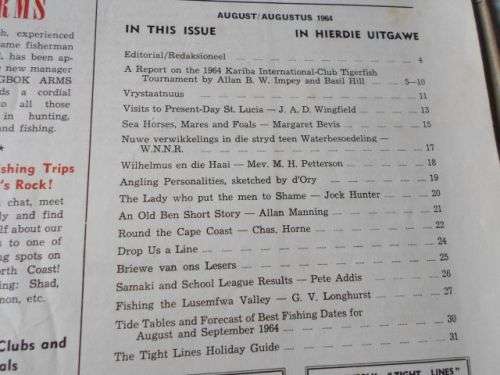 ARMS
experienced
ame fisherman
has been ap-
new manager
GBOK ARMS
ds a cordial
to all those
in hunting,
and fishing.
*
shing Trips
's Rock!
chat, meet
y and find
lf about our
s to one of
ng spots on
orth Coast!
ing: Shad,
mon, etc.
Clubs and
als
AUGUST/AUGUSTUS 1964
IN THIS ISSUE IN HIERDIE UITGAWE
Editorial/Redaksioneel 4
A Report on the 1964 Kariba International-Club Tigerfish
Tournament by Allan B. W. Impey and Basil Hill 5—10
Vrystaatnuus 11
Visits to Present-Day St. Lucia — J. A. D. Wingfield 13
Sea Horses, Mares and Foals — Margaret Bevis 15
Nuwe verwikkelings in die stryd teen Waterbesoedeling —
W.N.N.R. 17
Wilhelmus en die Haai — Mev. M. H. Petterson 18
Angling Personalities, sketched by d'Ory 19
The Lady who put the men to Shame — Jock Hunter 20
An Old Ben Short Story — Allan Manning 21
Round the Cape Coast — Chas. Horne 22
Drop Us a Line 24
Briewe van ons Lesers 25
Samaki and School League Results — Pete Addis 26
Fishing the Lusemfwa Valley — G. V. Longhurst 27
Tide Tables and Forecast of Best Fishing Dates for
August and September 1964 30
The Tight Lines Holiday Guide 31
"TIGHT LINES"